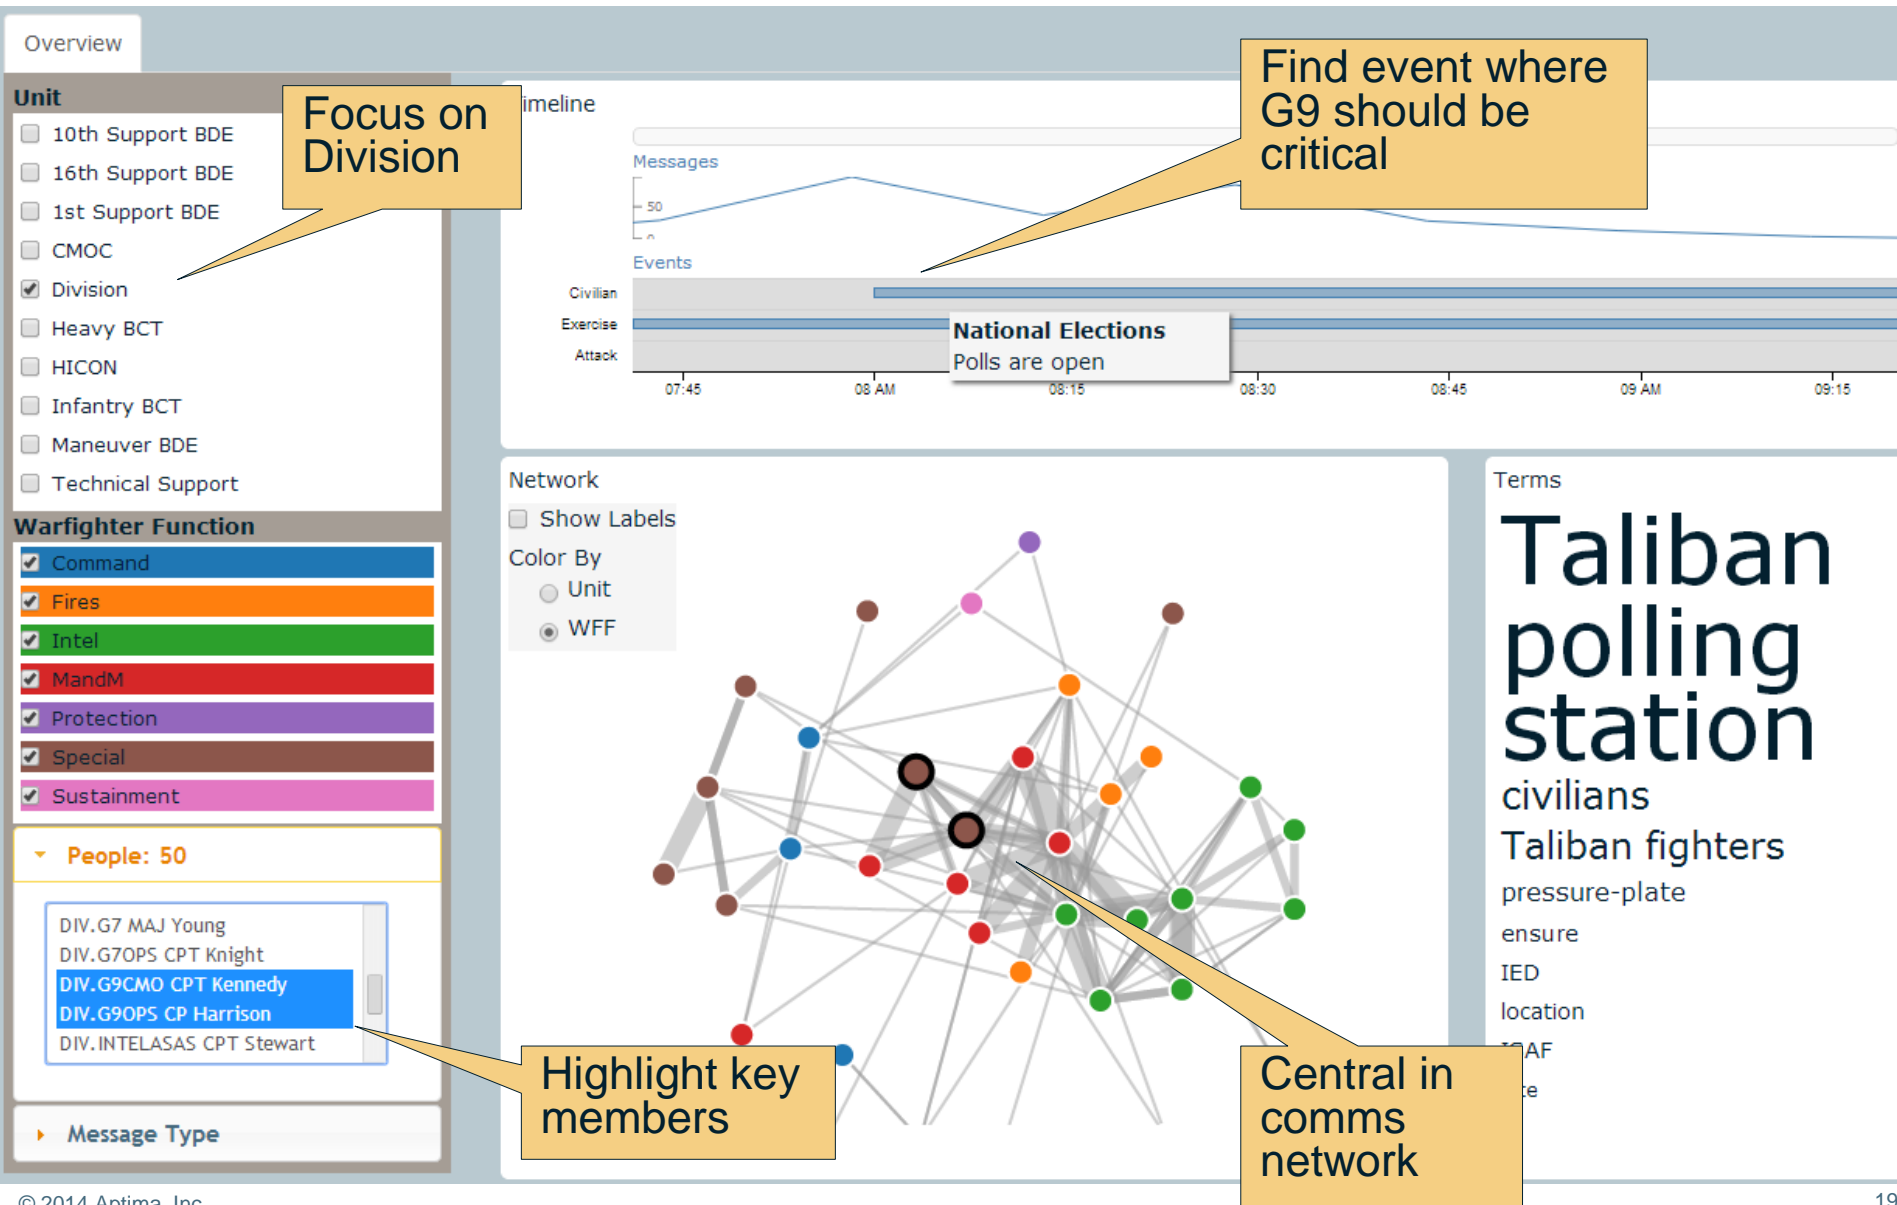 Overview
Unit
10th Support BDE
16th Support BDE
1st Support BDE
CMOC
Division
Heavy BCT
HICON
Infantry BCT
Maneuver BDE
Technical Support
Focus on
Division
Warfighter Function
Command
Fires
Intel
MandM
Protection
Special
Sustainment
People: 50
DIV.G7 MAJ Young
DIV.G7OPS CPT Knight
DIV.G9CMO CPT Kennedy
DIV.G9OPS CP Harrison
DIV.INTELASAS CPT Stewart
Message Type
Highlight key
members
imeline
Messages
50
0
Events
Civilian
Exercise
Attack
National Elections
Polls are open
07:45 08 AM 08:15 08:30 08:45 09 AM 09:15
Find event where
G9 should be
critical
Network
Show Labels
Color By
Unit
WFF
Central in
comms
network
Terms
Taliban
polling
station
civilians
Taliban fighters
pressure-plate
ensure
IED
location
© 2014 Aptima, Inc
19